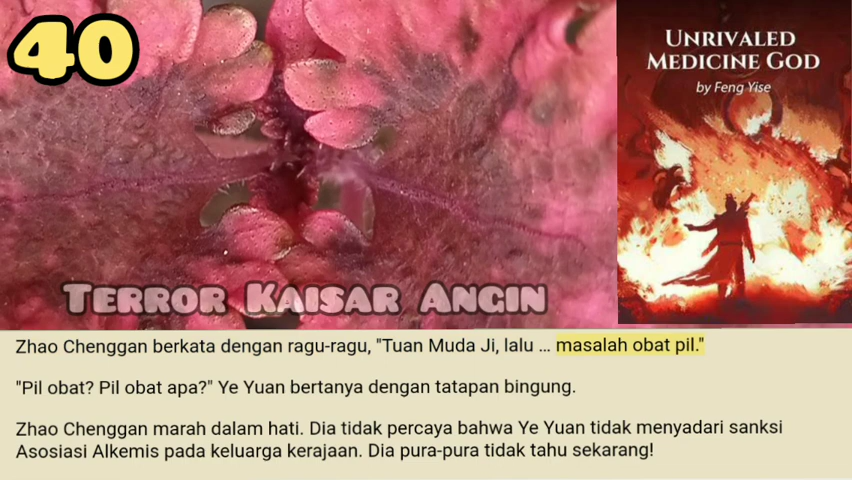 40
UNRIVALED
MEDICINE GOD
by Feng Yise
TERROR KAISAR ANGIN
Zhao Chenggan berkata dengan ragu-ragu, "Tuan Muda Ji, lalu ... masalah obat pil."
"Pil obat? Pil obat apa?" Ye Yuan bertanya dengan tatapan bingung.
Zhao Chenggan marah dalam hati. Dia tidak percaya bahwa Ye Yuan tidak menyadari sanksi
Asosiasi Alkemis pada keluarga kerajaan. Dia pura-pura tidak tahu sekarang!